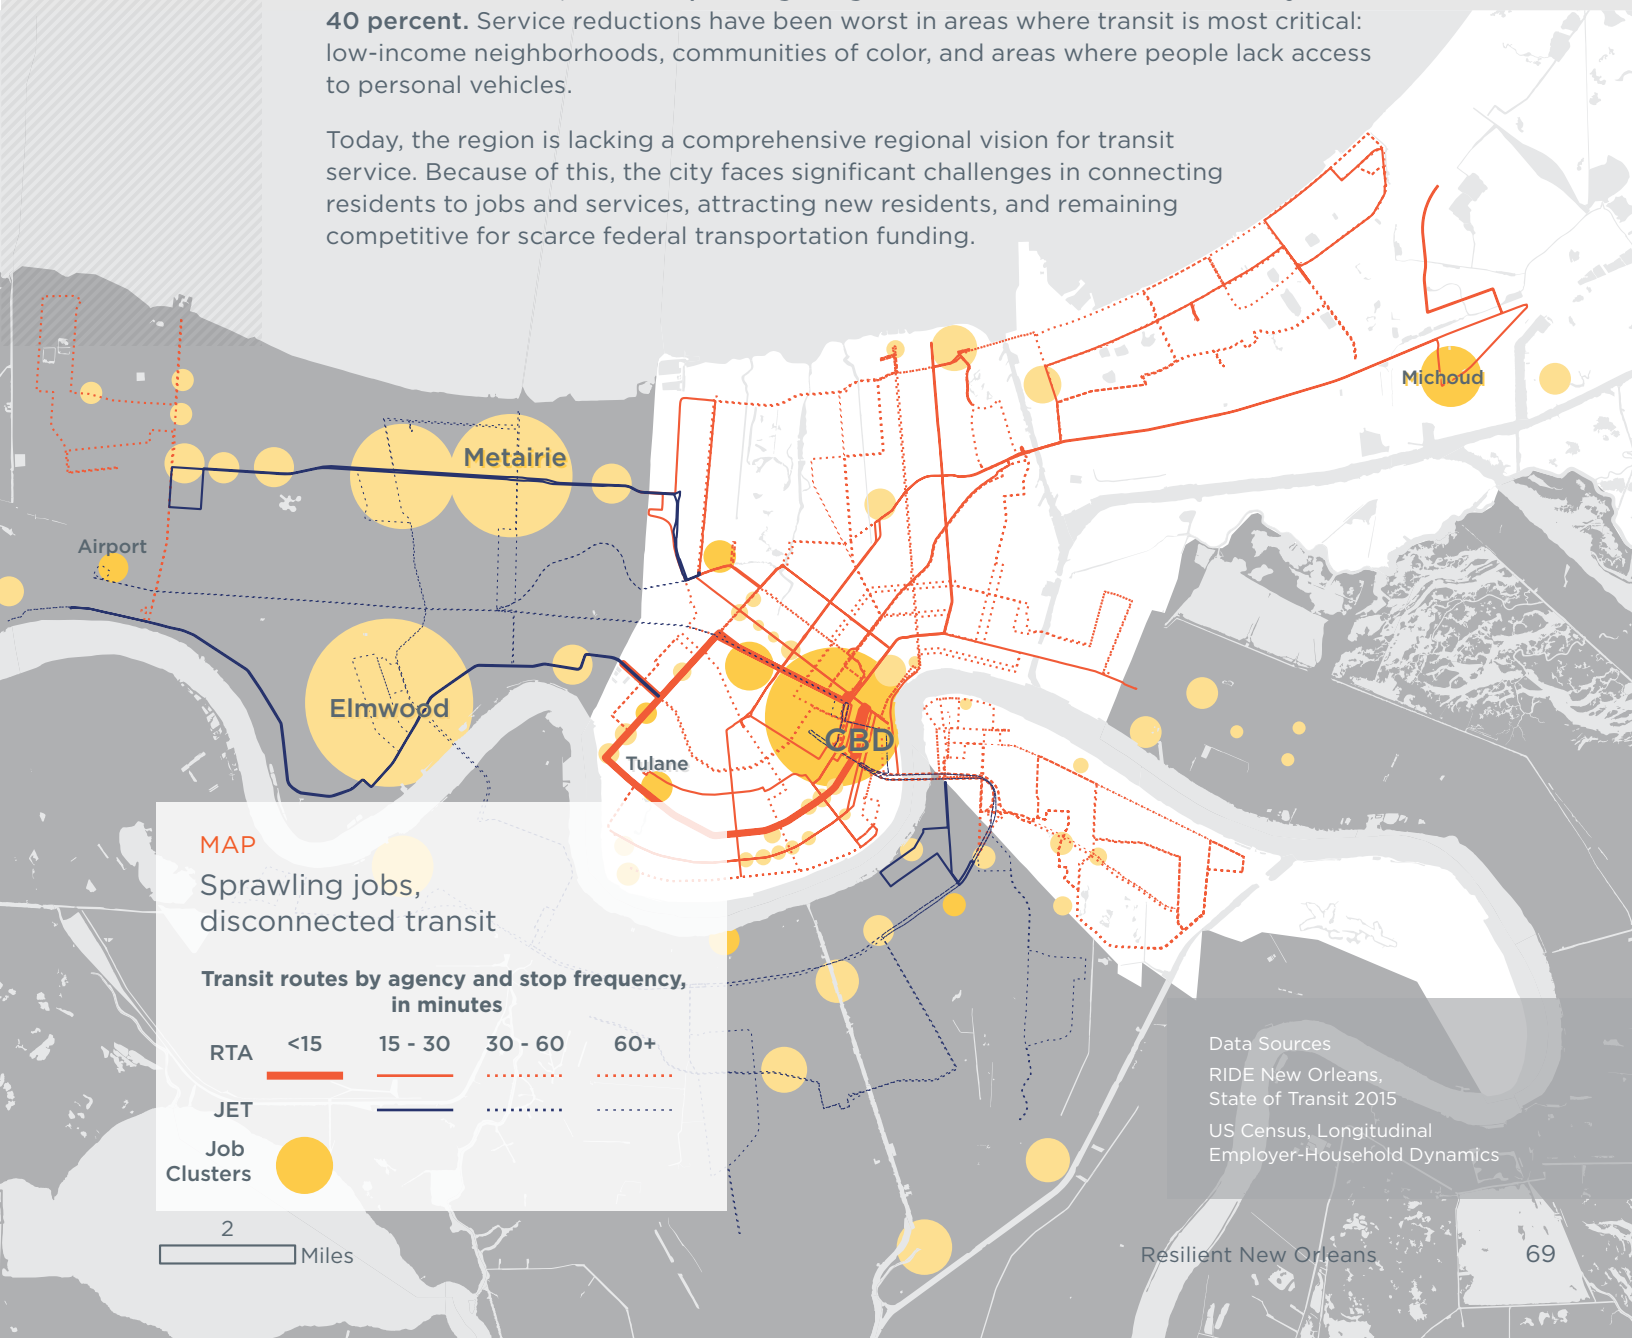 40 percent. Service reductions have been worst in areas where transit is most critical:
low-income neighborhoods, communities of color, and areas where people lack access
to personal vehicles.
Today, the region is lacking a comprehensive regional vision for transit
service. Because of this, the city faces significant challenges in connecting
residents to jobs and services, attracting new residents, and remaining
competitive for scarce federal transportation funding.
Michoud
Metairie
Airport
Elmwood
CBD
Tulane
MAP
Sprawling jobs,
disconnected transit
Transit routes by agency and stop frequency,
in minutes
<15 15 - 30 30 - 60 60+
RTA
JET
Job
Clusters
2
Miles
Data Sources
RIDE New Orleans,
State of Transit 2015
US Census, Longitudinal
Employer-Household Dynamics
Resilient New Orleans 69